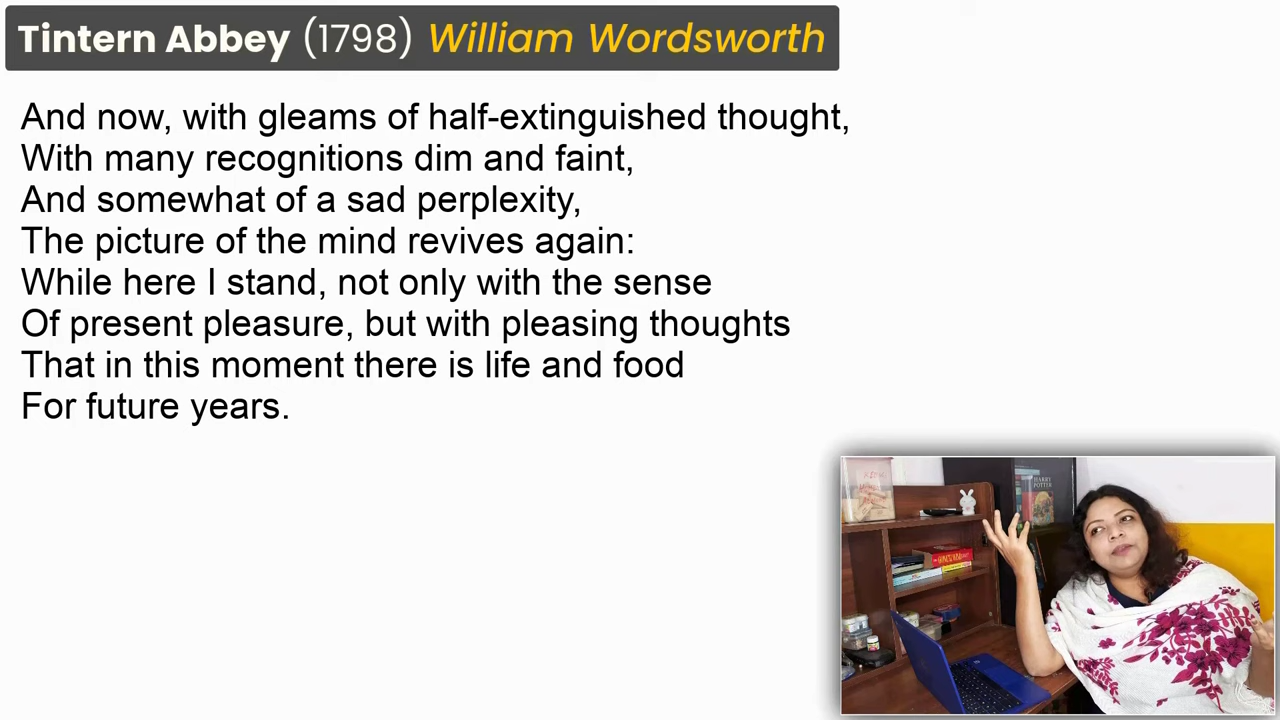 Tintern Abbey (1798) William Wordsworth
And now, with gleams of half-extinguished thought,
With many recognitions dim and faint,
And somewhat of a sad perplexity,
The picture of the mind revives again:
While here I stand, not only with the sense
Of present pleasure, but with pleasing thoughts
That in this moment there is life and food
For future years.
HARRY
POTTER